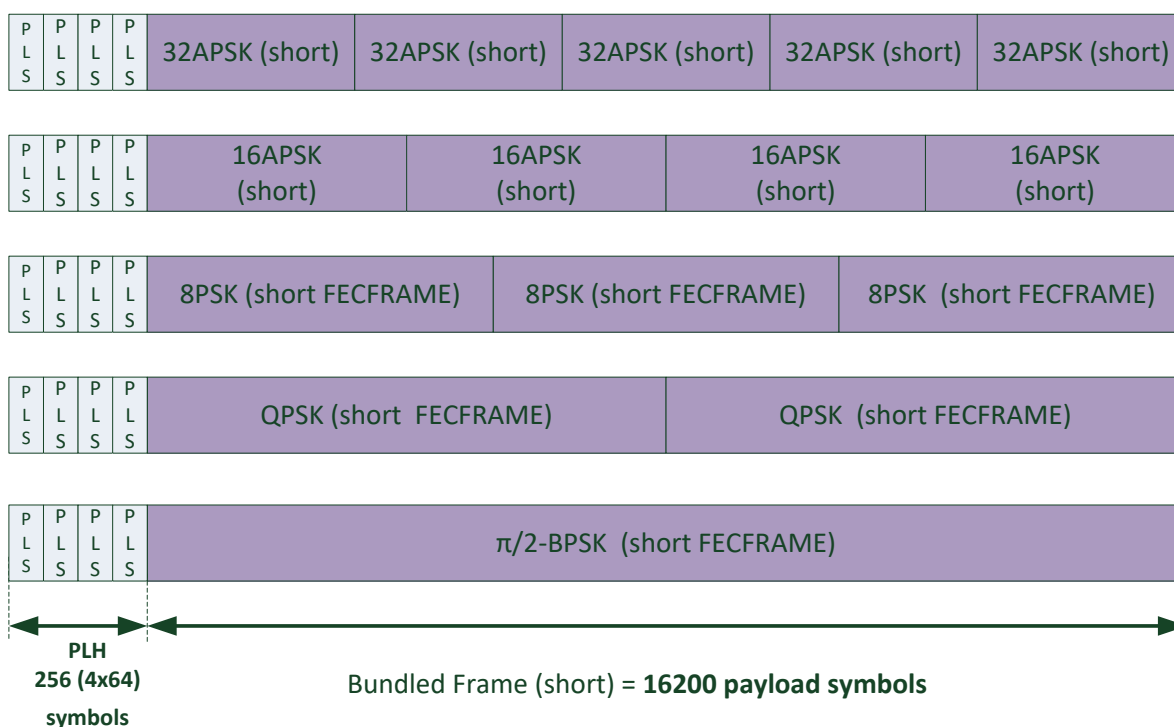 P L S P L S P L S P L S 32APSK (short) 32APSK (short) 32APSK (short) 32APSK (short) 32APSK (short)
P L S P L S P L S P L S 16APSK 16APSK 16APSK 16APSK
(short) (short) (short) (short)
P L S P L S P L S P L S 8PSK (short FECFRAME) 8PSK (short FECFRAME) 8PSK (short FECFRAME)
P L S P L S P L S P L S QPSK (short FECFRAME) QPSK (short FECFRAME)
P L S P L S P L S P L S π/2-BPSK (short FECFRAME)
PLH
256 (4x64)
symbols
Bundled Frame (short) = 16200 payload symbols